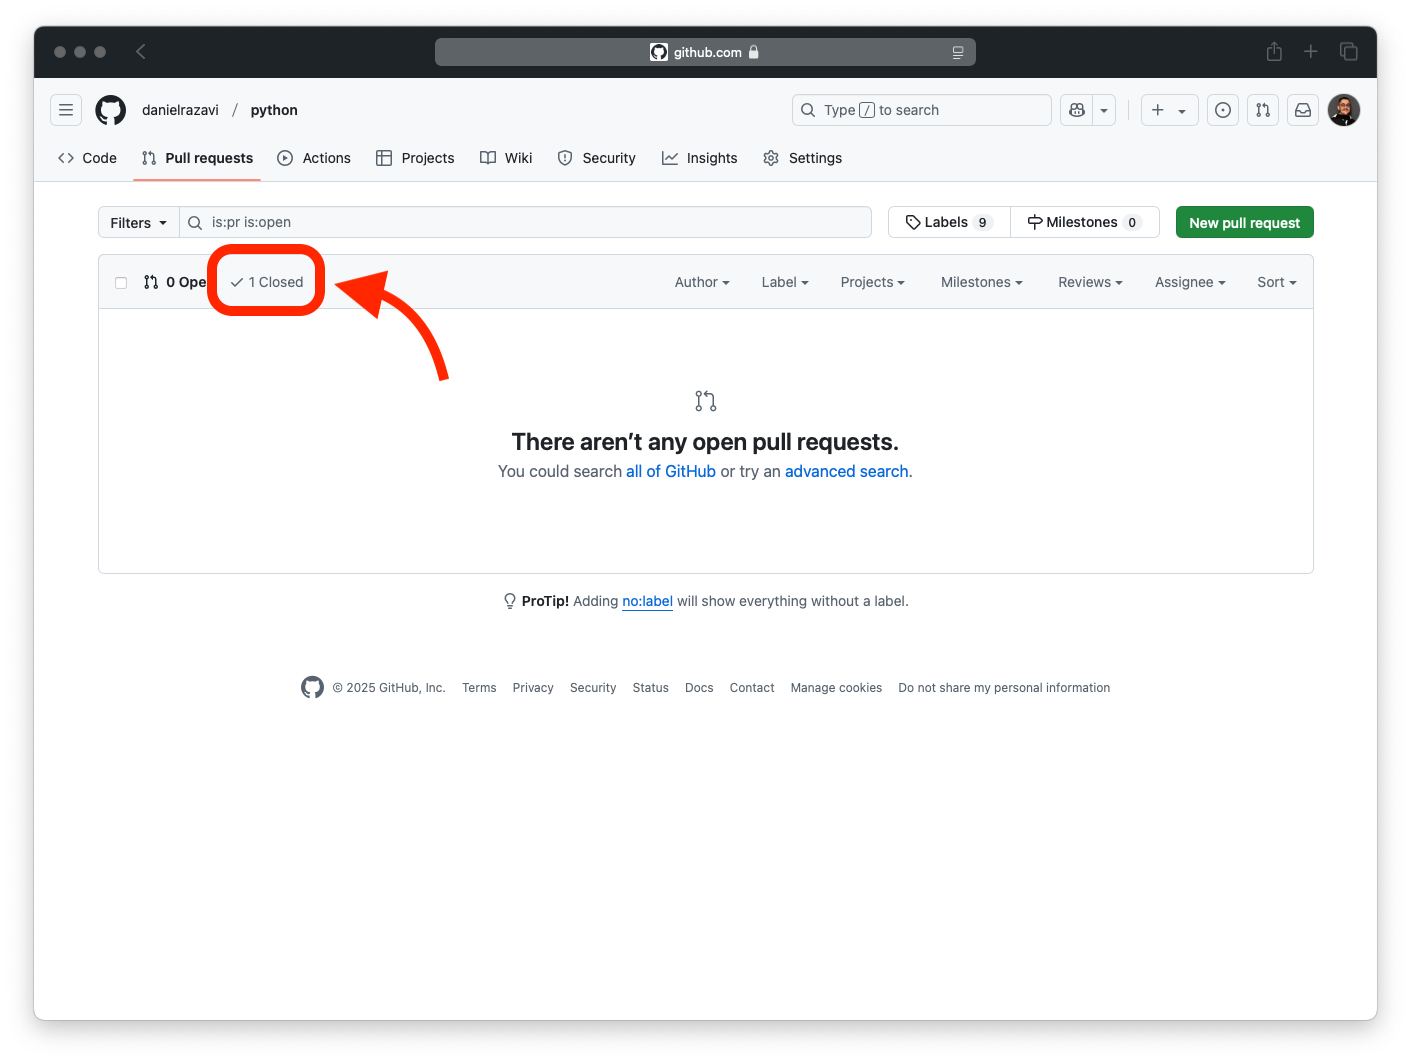 github.com
danielrazavi / python
Type / to search
Code Pull requests Actions Projects Wiki Security Insights Settings
Filters is:pr is:open Labels 9 Milestones 0 New pull request
0 Ope 1 Closed Author Label Projects Milestones Reviews Assignee Sort
There aren’t any open pull requests.
You could search all of GitHub or try an advanced search.
ProTip! Adding no:label will show everything without a label.
© 2025 GitHub, Inc. Terms Privacy Security Status Docs Contact Manage cookies Do not share my personal information